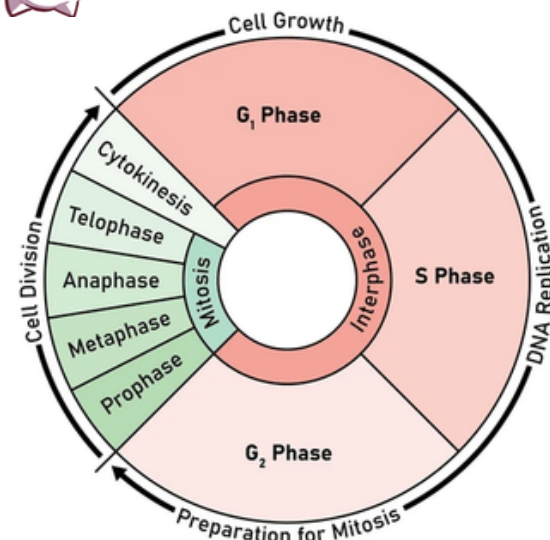 Cell Growth
G₁ Phase
Cytokinesis
Telophase
Anaphase
Metaphase
Prophase
Mitosis
Interphase
S Phase
G₂ Phase
Cell Division
DNA Replication
Preparation for Mitosis